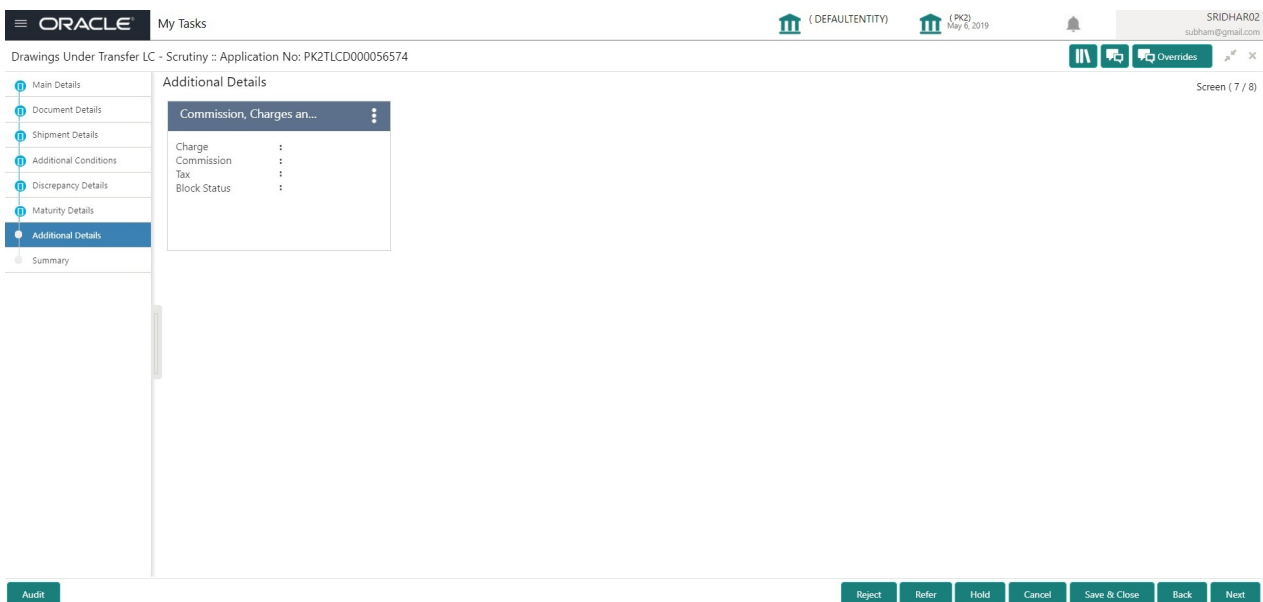 ORACLE
My Tasks
( DEFAULTENTITY)
( PK2)
May 6, 2019
SRIDHAR02
subham@gmail.com
Drawings Under Transfer LC - Scrutiny :: Application No: PK2TLCD000056574
Overrides
Main Details
Document Details
Shipment Details
Additional Conditions
Discrepancy Details
Maturity Details
Additional Details
Summary
Additional Details
Screen ( 7 / 8)
Commission, Charges an...
Charge :
Commission :
Tax :
Block Status :
Audit
Reject
Refer
Hold
Cancel
Save & Close
Back
Next